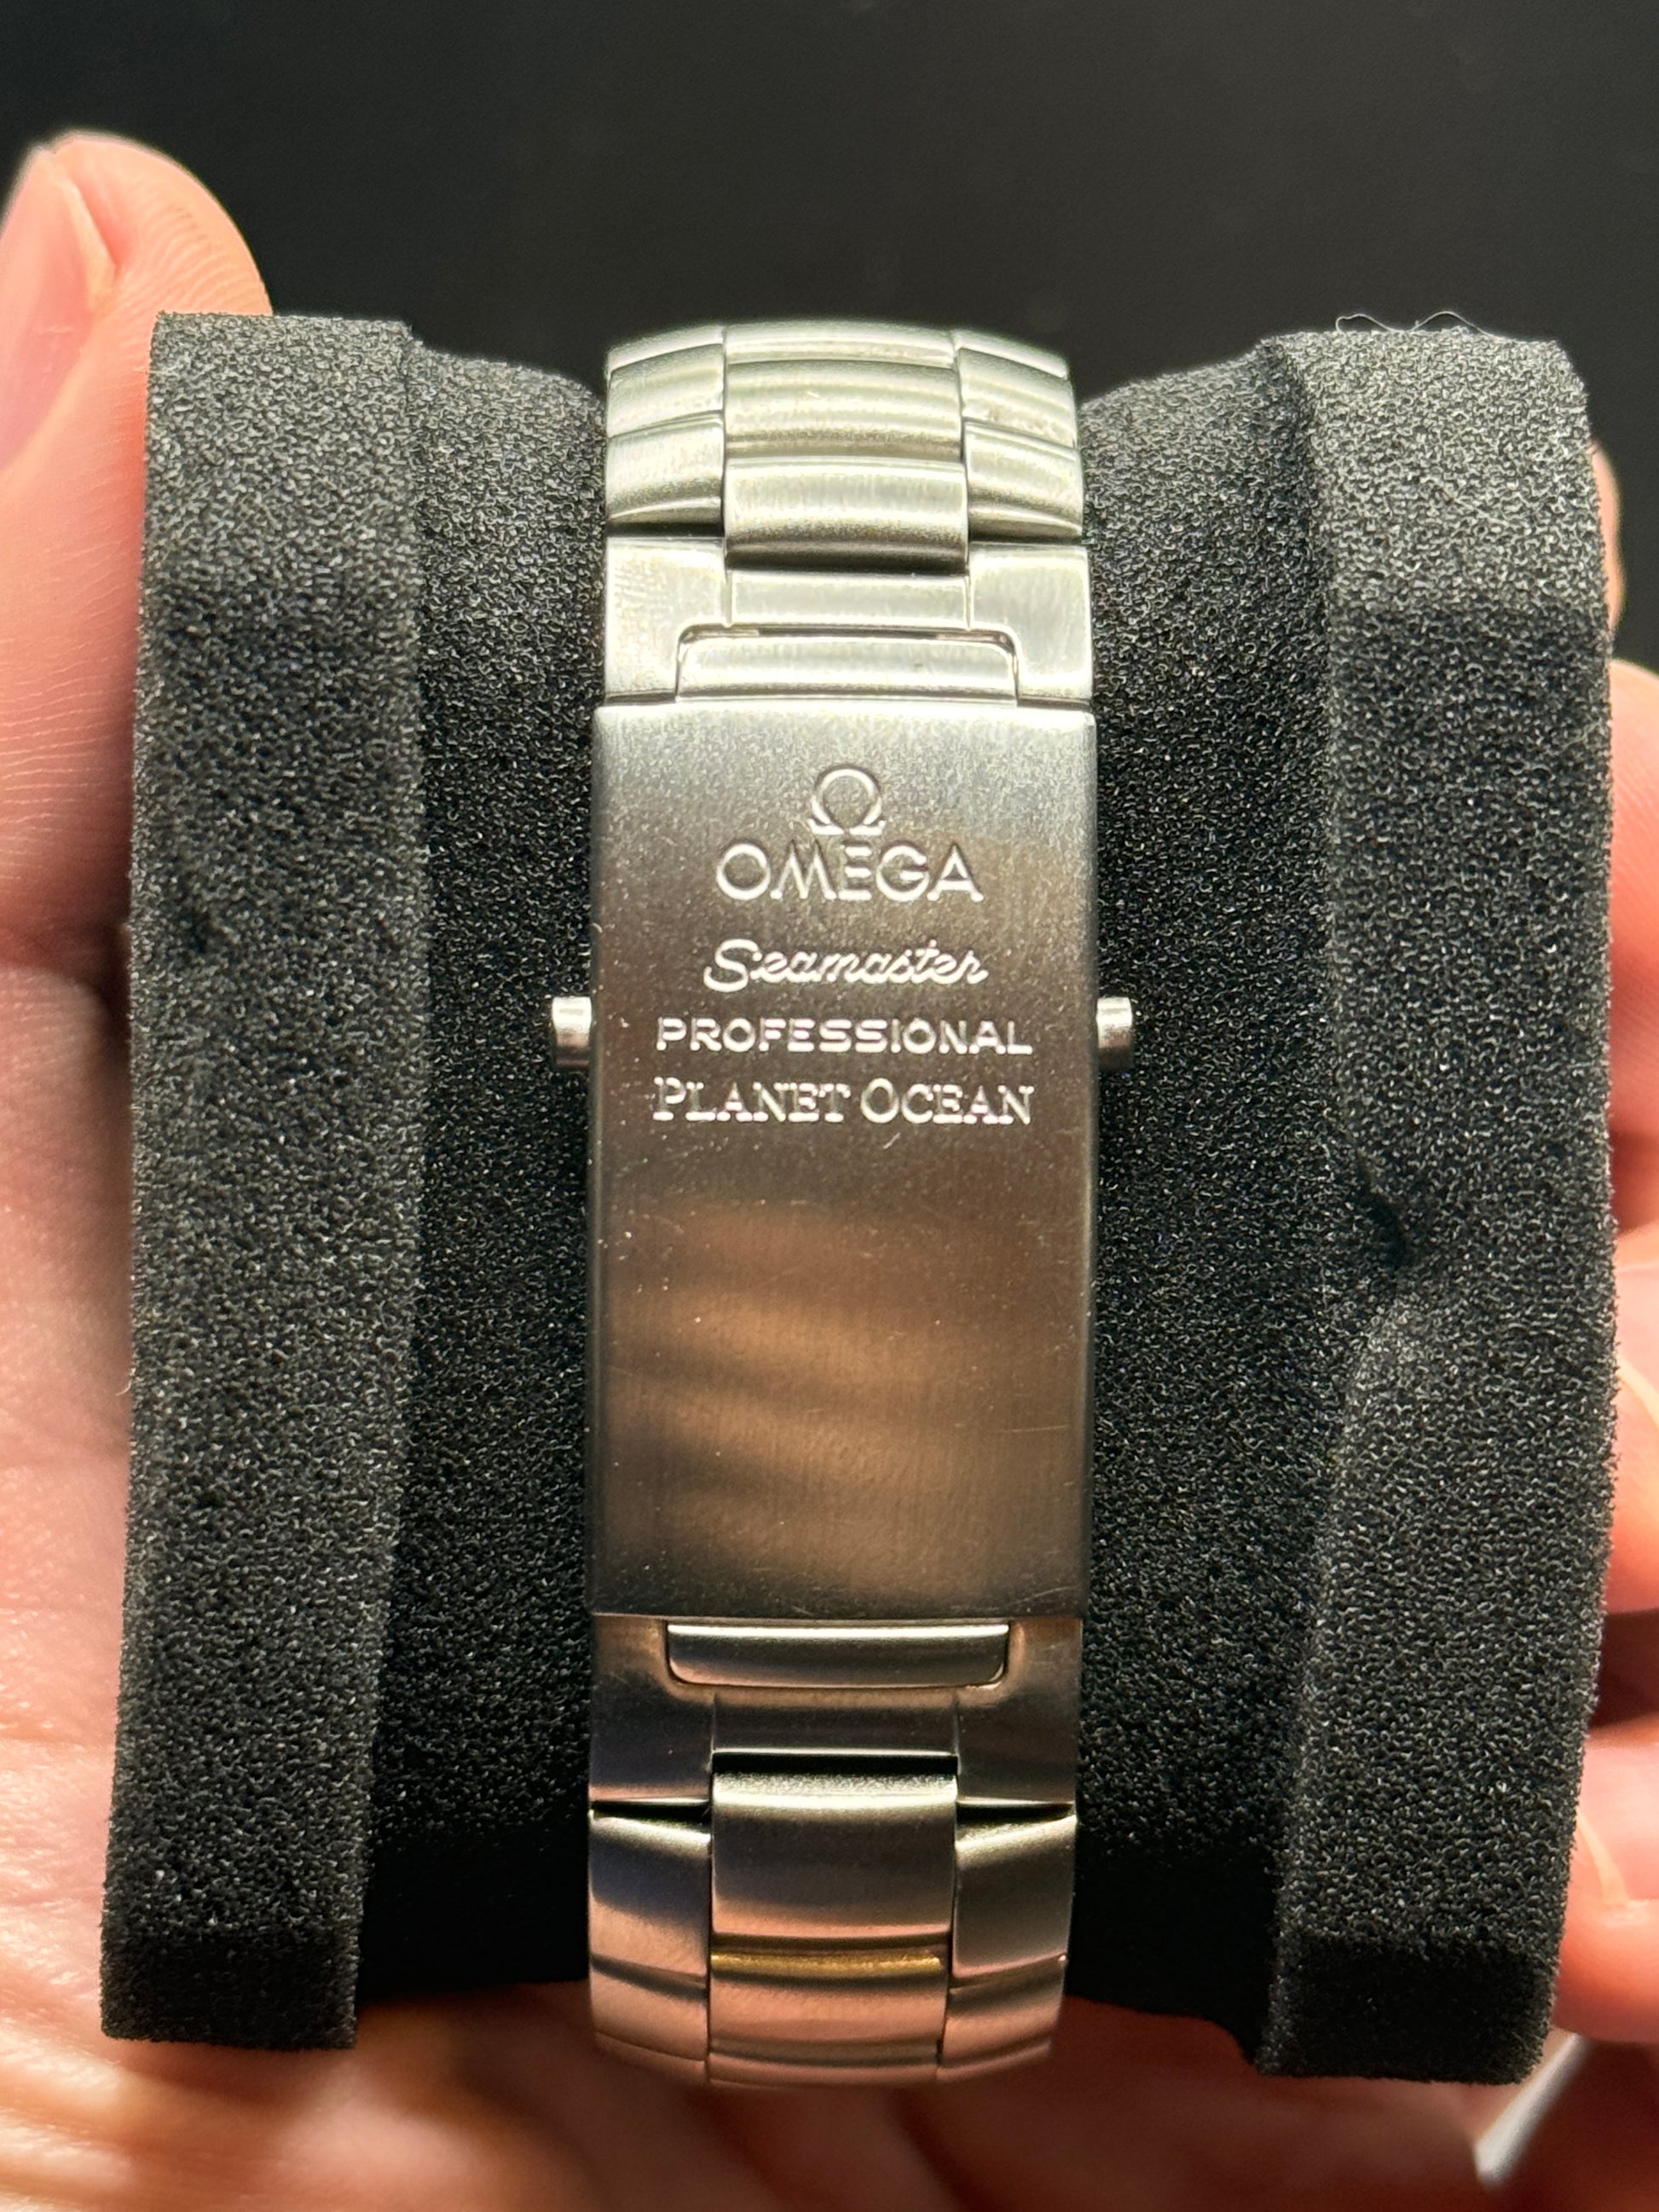 Ω
OMEGA
Seamaster
PROFESSIONAL
PLANET OCEAN